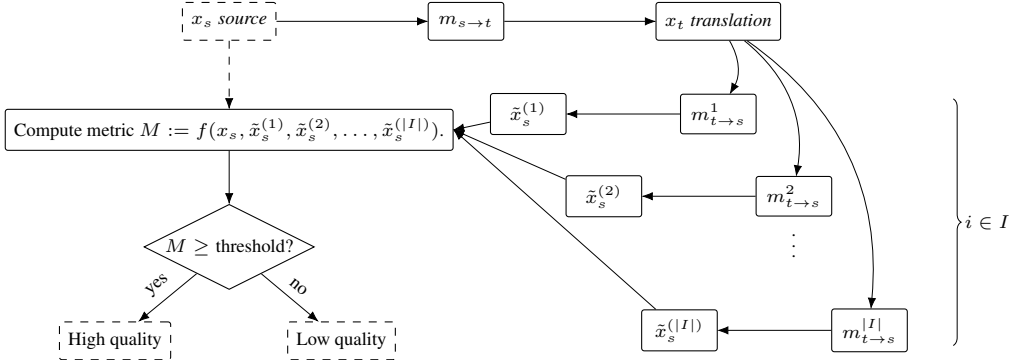 x_s source
m_{s→t}
x_t translation
x̃_s^{(1)}
m^1_{t→s}
Compute metric M := f(x_s, x̃_s^{(1)}, x̃_s^{(2)}, . . . , x̃_s^{(|I|)}).
x̃_s^{(2)}
m^2_{t→s}
i ∈ I
M ≥ threshold?
yes
no
High quality
Low quality
x̃_s^{(|I|)}
m^{|I|}_{t→s}